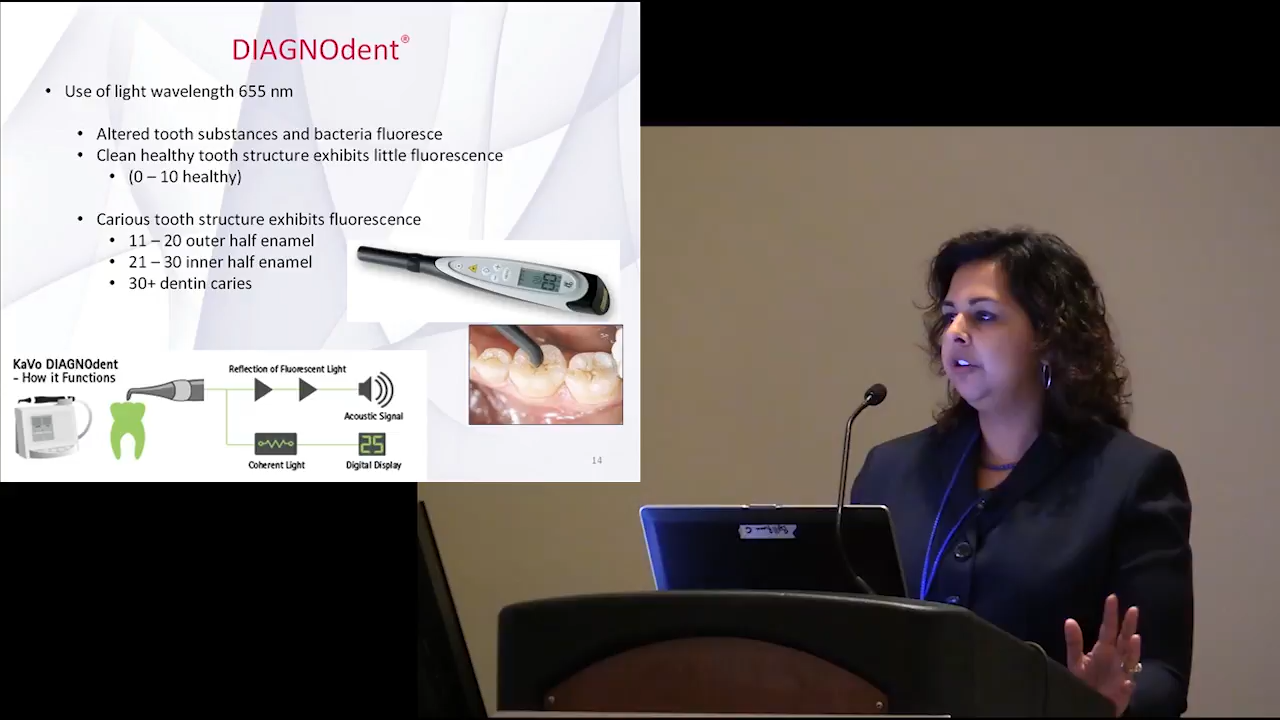 DIAGNOdent®
• Use of light wavelength 655 nm
• Altered tooth substances and bacteria fluoresce
• Clean healthy tooth structure exhibits little fluorescence
• (0 – 10 healthy)
• Carious tooth structure exhibits fluorescence
• 11 – 20 outer half enamel
• 21 – 30 inner half enamel
• 30+ dentin caries
KaVo DIAGNOdent
– How it Functions
Reflection of Fluorescent Light
Acoustic Signal
25
Coherent Light
Digital Display
14